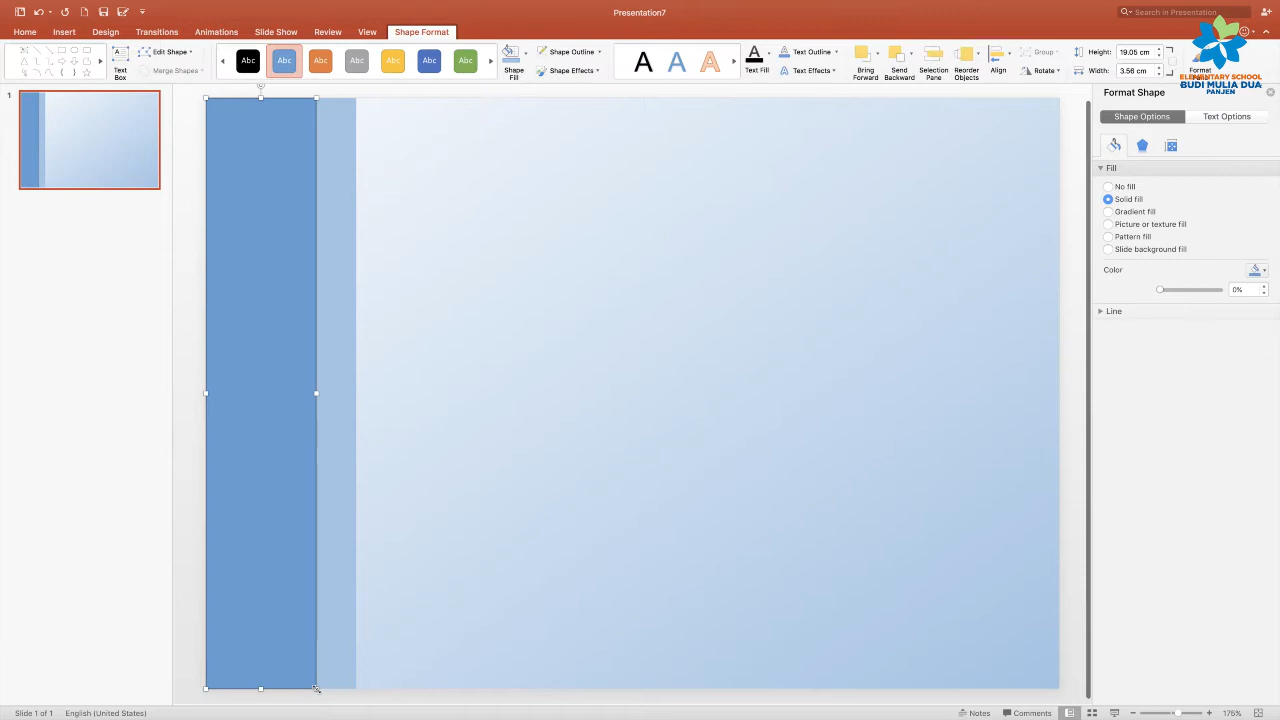 Presentation7
Search in Presentation
Home Insert Design Transitions Animations Slide Show Review View Shape Format
Edit Shape
Merge Shapes
Text Box
Abc Abc Abc Abc Abc Abc Abc
Shape Fill
Shape Outline
Shape Effects
A A A
Text Fill
Text Outline
Text Effects
Bring Forward
Send Backward
Selection Pane
Reorder Objects
Align
Group
Rotate
Height: 19.05 cm
Width: 3.56 cm
Format
ELEMENTARY SCHOOL
BUDI MULIA DUA
PANJEN
1
Format Shape
Shape Options Text Options
Fill
No fill
Solid fill
Gradient fill
Picture or texture fill
Pattern fill
Slide background fill
Color
0%
Line
Slide 1 of 1 English (United States)
Notes Comments 176%